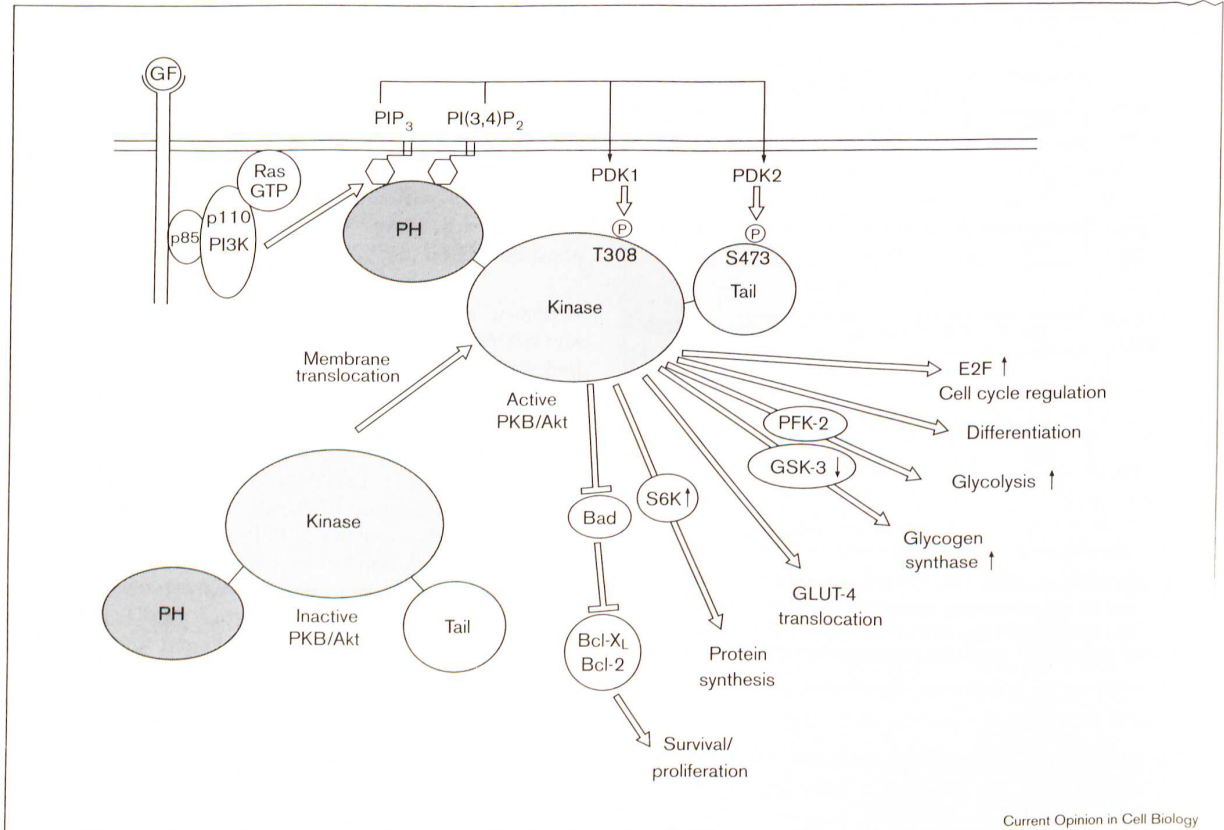 GF
PIP3
PI(3,4)P2
Ras
GTP
p110
p85
PI3K
PH
PDK1
PDK2
P
P
T308
S473
Tail
Kinase
Membrane
translocation
Active
PKB/Akt
E2F ↑
Cell cycle regulation
PFK-2
Differentiation
GSK-3 ↓
Glycolysis ↑
S6K ↑
Bad
Kinase
Glycogen
synthase ↑
GLUT-4
translocation
PH
Inactive
PKB/Akt
Tail
Bcl-XL
Bcl-2
Protein
synthesis
Survival/
proliferation
Current Opinion in Cell Biology